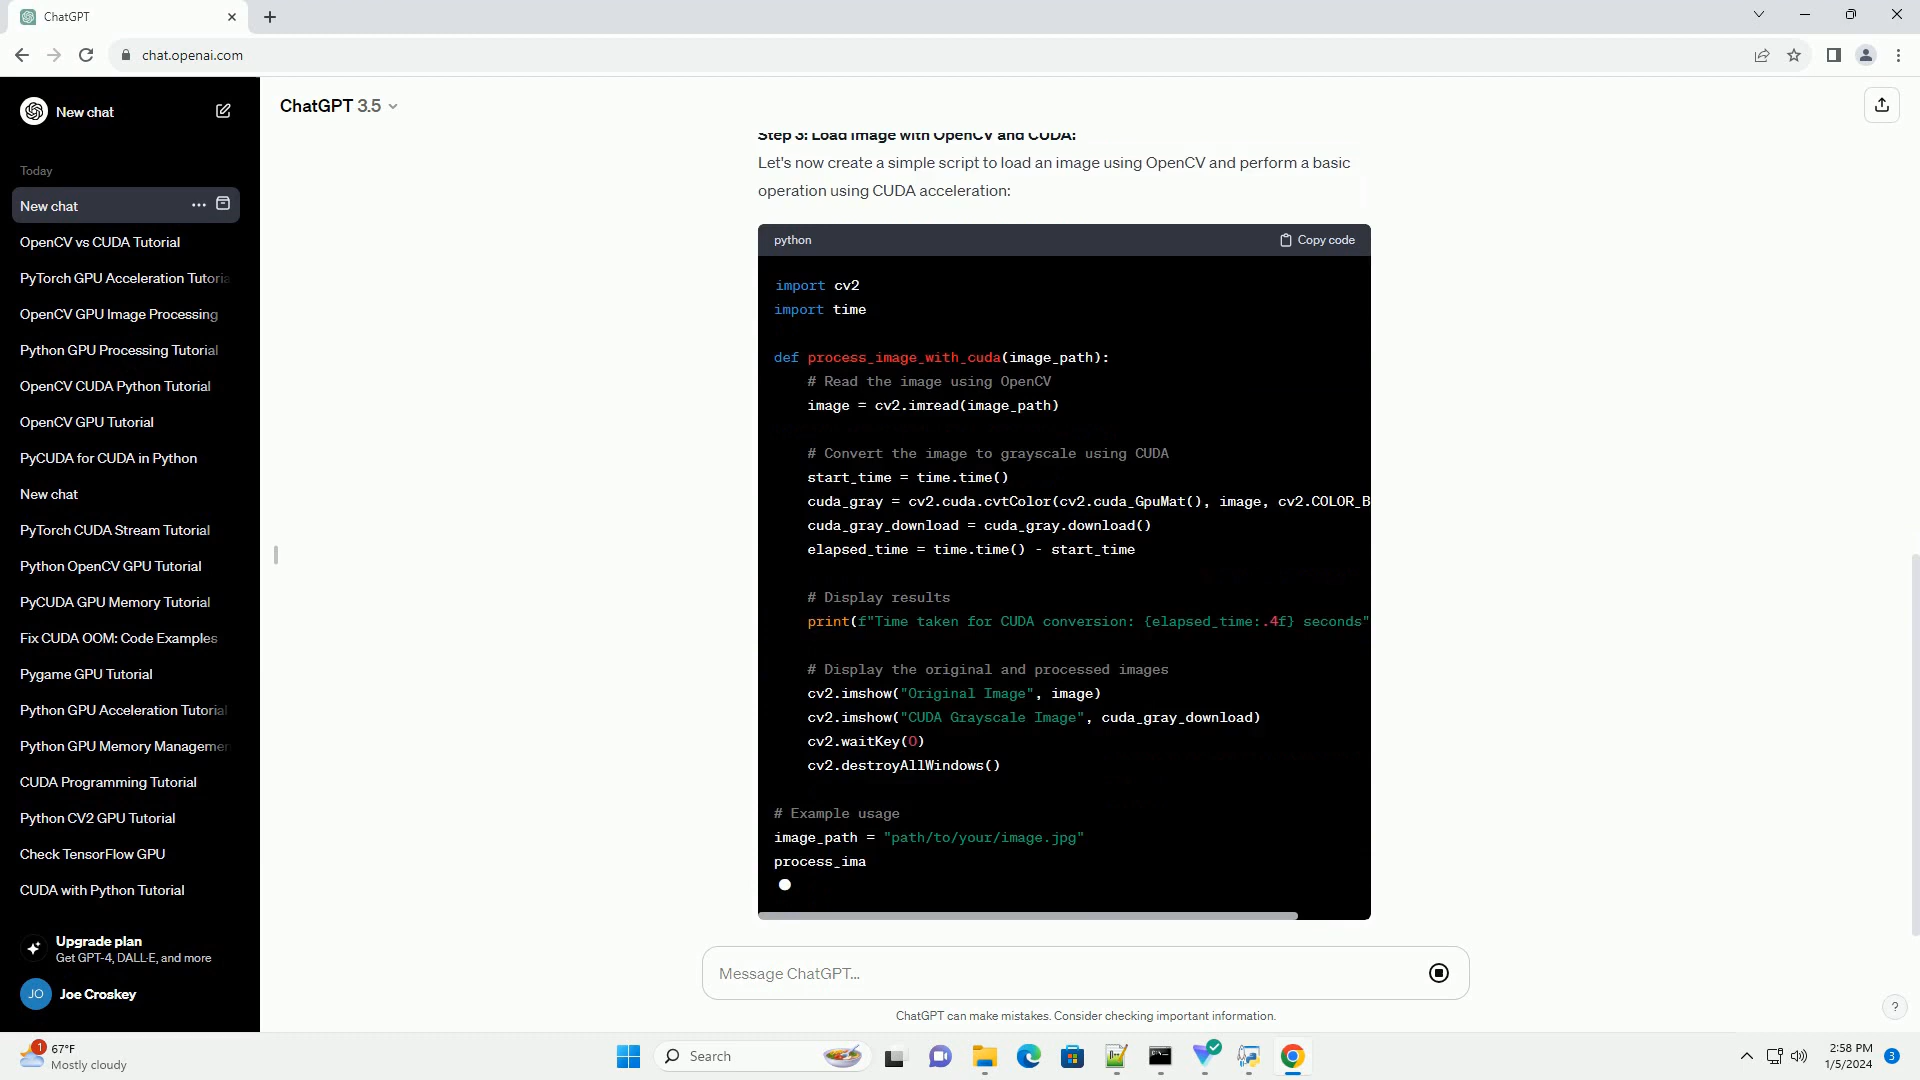 ChatGPT
chat.openai.com
New chat
Today
New chat
OpenCV vs CUDA Tutorial
PyTorch GPU Acceleration Tutoria
OpenCV GPU Image Processing
Python GPU Processing Tutorial
OpenCV CUDA Python Tutorial
OpenCV GPU Tutorial
PyCUDA for CUDA in Python
New chat
PyTorch CUDA Stream Tutorial
Python OpenCV GPU Tutorial
PyCUDA GPU Memory Tutorial
Fix CUDA OOM: Code Examples
Pygame GPU Tutorial
Python GPU Acceleration Tutorial
Python GPU Memory Managemen
CUDA Programming Tutorial
Python CV2 GPU Tutorial
Check TensorFlow GPU
CUDA with Python Tutorial
Upgrade plan
Get GPT-4, DALL·E, and more
JO Joe Croskey
ChatGPT 3.5
Step 3: Load Image with OpenCV and CUDA:
Let's now create a simple script to load an image using OpenCV and perform a basic
operation using CUDA acceleration:
python Copy code
import cv2
import time
def process_image_with_cuda(image_path):
# Read the image using OpenCV
image = cv2.imread(image_path)
# Convert the image to grayscale using CUDA
start_time = time.time()
cuda_gray = cv2.cuda.cvtColor(cv2.cuda_GpuMat(), image, cv2.COLOR_B
cuda_gray_download = cuda_gray.download()
elapsed_time = time.time() - start_time
# Display results
print(f"Time taken for CUDA conversion: {elapsed_time:.4f} seconds"
# Display the original and processed images
cv2.imshow("Original Image", image)
cv2.imshow("CUDA Grayscale Image", cuda_gray_download)
cv2.waitKey(0)
cv2.destroyAllWindows()
# Example usage
image_path = "path/to/your/image.jpg"
process_ima
Message ChatGPT...
ChatGPT can make mistakes. Consider checking important information.
?
1
67°F
Mostly cloudy
Search
2:58 PM
1/5/2024
3